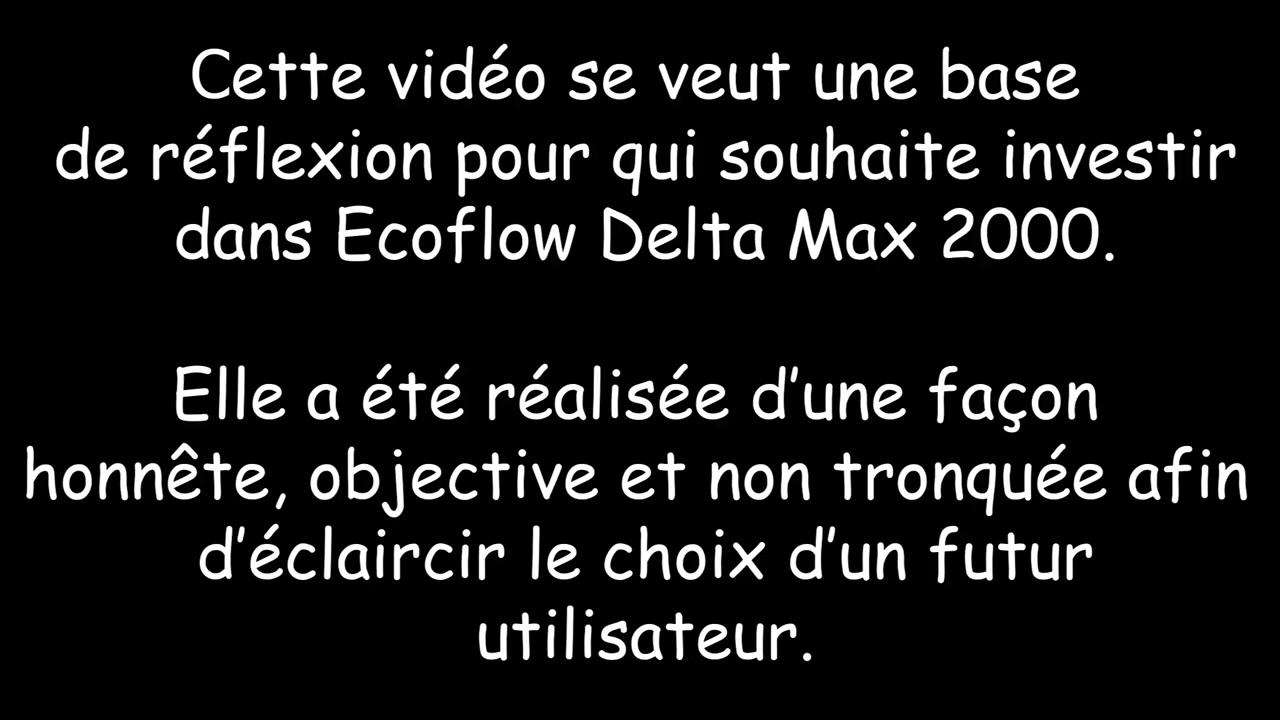 Cette vidéo se veut une base
de réflexion pour qui souhaite investir
dans Ecoflow Delta Max 2000.
Elle a été réalisée d'une façon
honnête, objective et non tronquée afin
d'éclaircir le choix d'un futur
utilisateur.